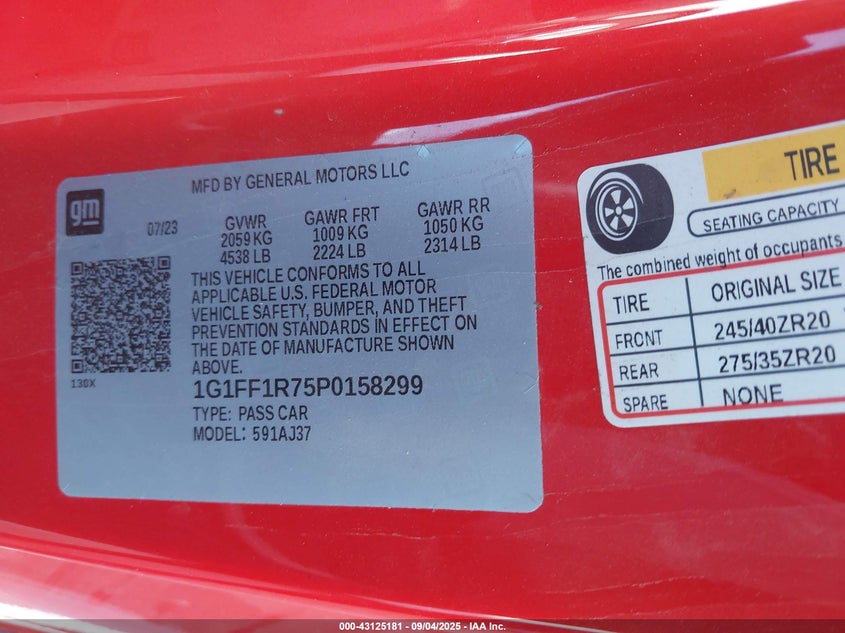 gm
MFD BY GENERAL MOTORS LLC
07/23
GVWR
2059 KG
4538 LB
GAWR FRT
1009 KG
2224 LB
GAWR RR
1050 KG
2314 LB
THIS VEHICLE CONFORMS TO ALL
APPLICABLE U.S. FEDERAL MOTOR
VEHICLE SAFETY, BUMPER, AND THEFT
PREVENTION STANDARDS IN EFFECT ON
THE DATE OF MANUFACTURE SHOWN
ABOVE.
130X
1G1FF1R75P0158299
TYPE: PASS CAR
MODEL: 591AJ37
TIRE
SEATING CAPACITY
The combined weight of occupants
TIRE ORIGINAL SIZE
FRONT 245/40ZR20
REAR 275/35ZR20
SPARE NONE
000-43125181 - 09/04/2025 - IAA Inc.